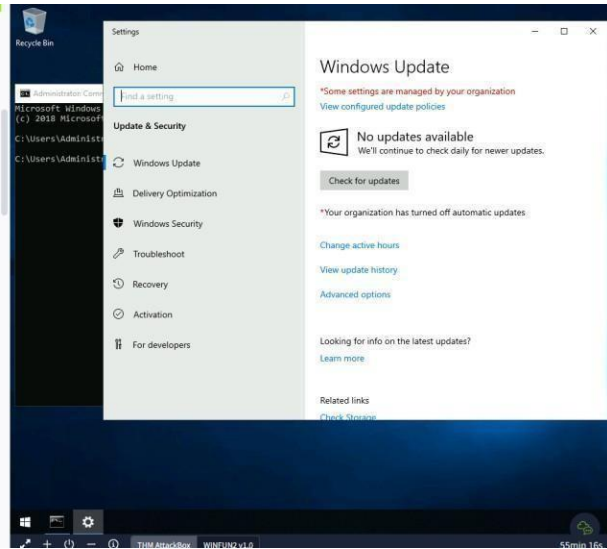 Recycle Bin
Administrator: Comm
Microsoft Windows
(c) 2018 Microsoft
C:\Users\Administ
C:\Users\Administ
Settings
Home
Find a setting
Update & Security
Windows Update
Delivery Optimization
Windows Security
Troubleshoot
Recovery
Activation
For developers
Windows Update
*Some settings are managed by your organization
View configured update policies
No updates available
We'll continue to check daily for newer updates.
Check for updates
*Your organization has turned off automatic updates
Change active hours
View update history
Advanced options
Looking for info on the latest updates?
Learn more
Related links
Check Storage
THM AttackBox WINFUN2 v1.0 55min 16s